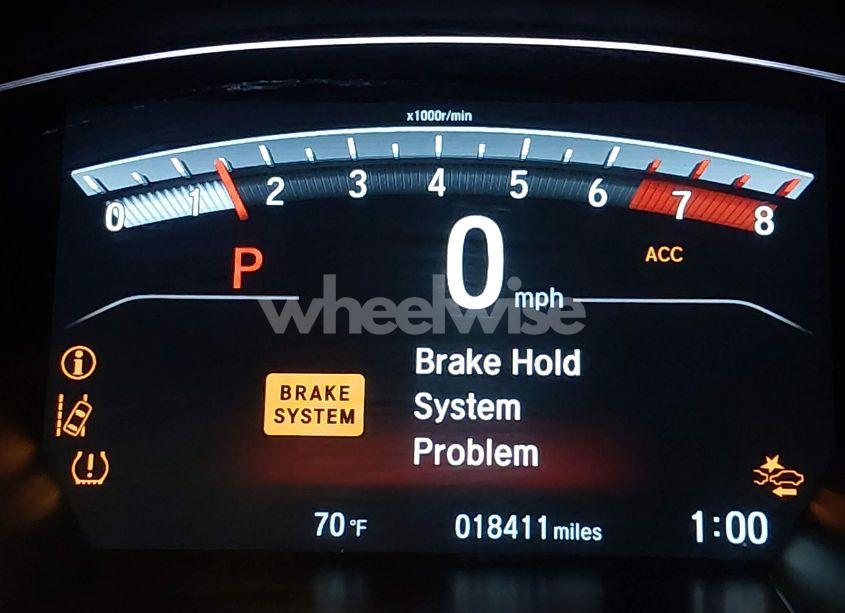 x1000r/min
0 1 2 3 4 5 6 7 8
P
0 mph
ACC
wheelwise
Brake Hold
System
Problem
BRAKE
SYSTEM
70 °F
018411 miles
1:00